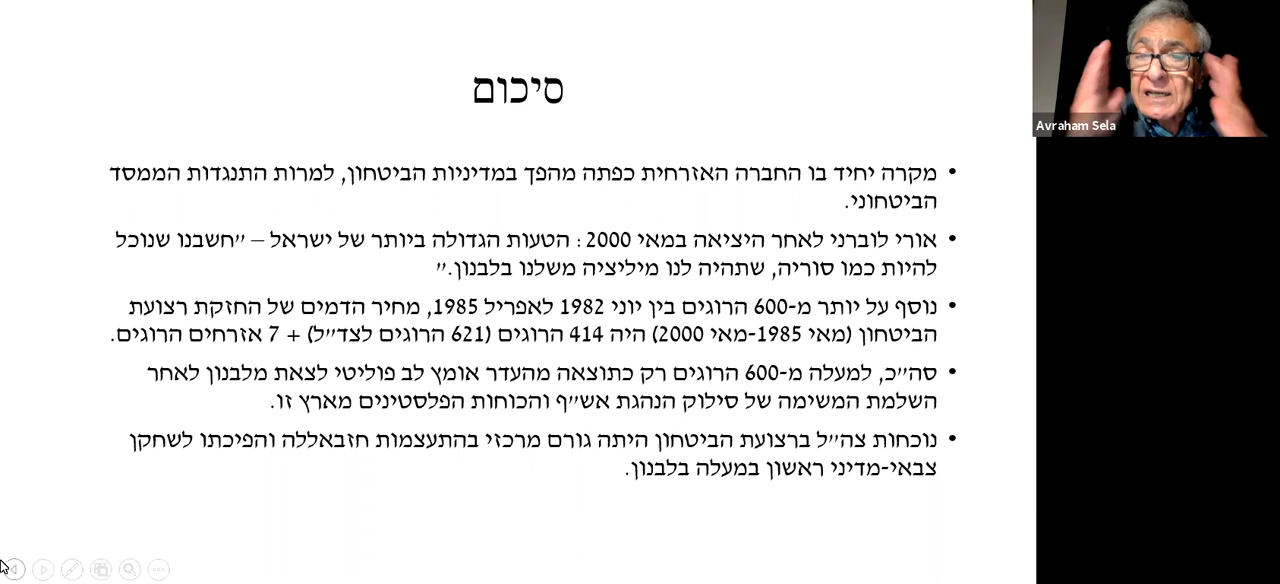 סיכום
• מקרה יחיד בו החברה האזרחית כפתה מהפך במדיניות הביטחון, למרות התנגדות הממסד
הביטחוני.
• אורי לוברני לאחר היציאה במאי 2000: הטעות הגדולה ביותר של ישראל – "חשבנו שנוכל
להיות כמו סוריה, שתהיה לנו מיליציה משלנו בלבנון."
• נוסף על יותר מ-600 הרוגים בין יוני 1982 לאפריל 1985, מחיר הדמים של החזקת רצועת
הביטחון (מאי 1985-מאי 2000) היה 414 הרוגים (621 הרוגים לצד"ל) + 7 אזרחים הרוגים.
• סה"כ, למעלה מ-600 הרוגים רק כתוצאה מהעדר אומץ לב פוליטי לצאת מלבנון לאחר
השלמת המשימה של סילוק הנהגת אש"ף והכוחות הפלסטינים מארץ זו.
• נוכחות צה"ל ברצועת הביטחון היתה גורם מרכזי בהתעצמות חזבאללה והפיכתו לשחקן
צבאי-מדיני ראשון במעלה בלבנון.
Avraham Sela